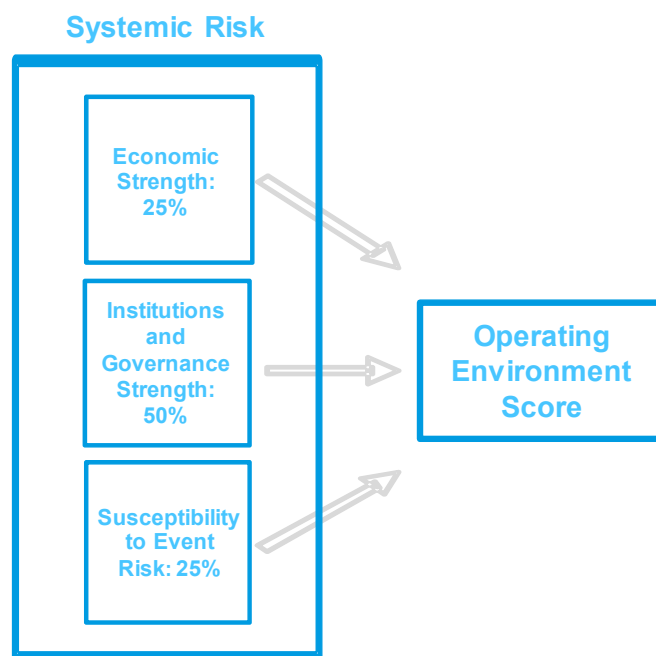 Systemic Risk
Economic
Strength:
25%
Institutions
and
Governance
Strength:
50%
Susceptibility
to Event
Risk: 25%
Operating
Environment
Score